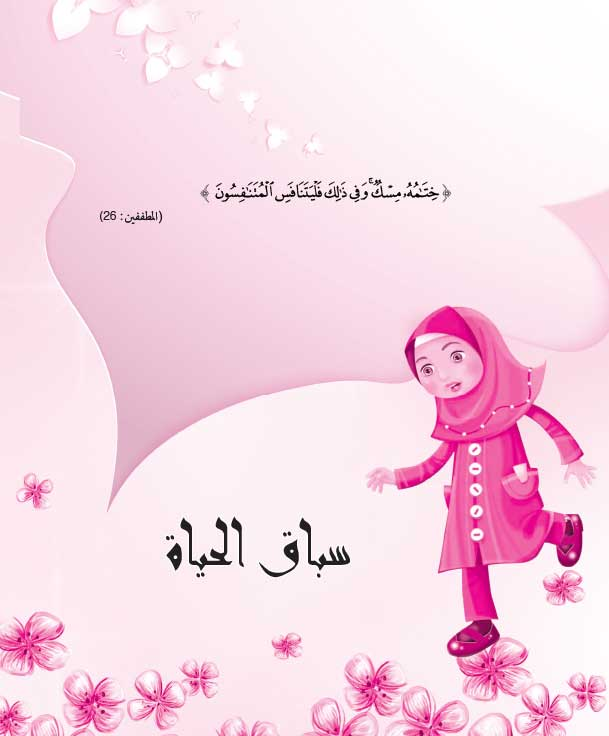 ﴿ خِتَٰمُهُۥ مِسْكٌۚ وَفِي ذَٰلِكَ فَلْيَتَنَافَسِ ٱلْمُتَنَٰفِسُونَ ﴾
(المطففين: 26)
سباق الحياة